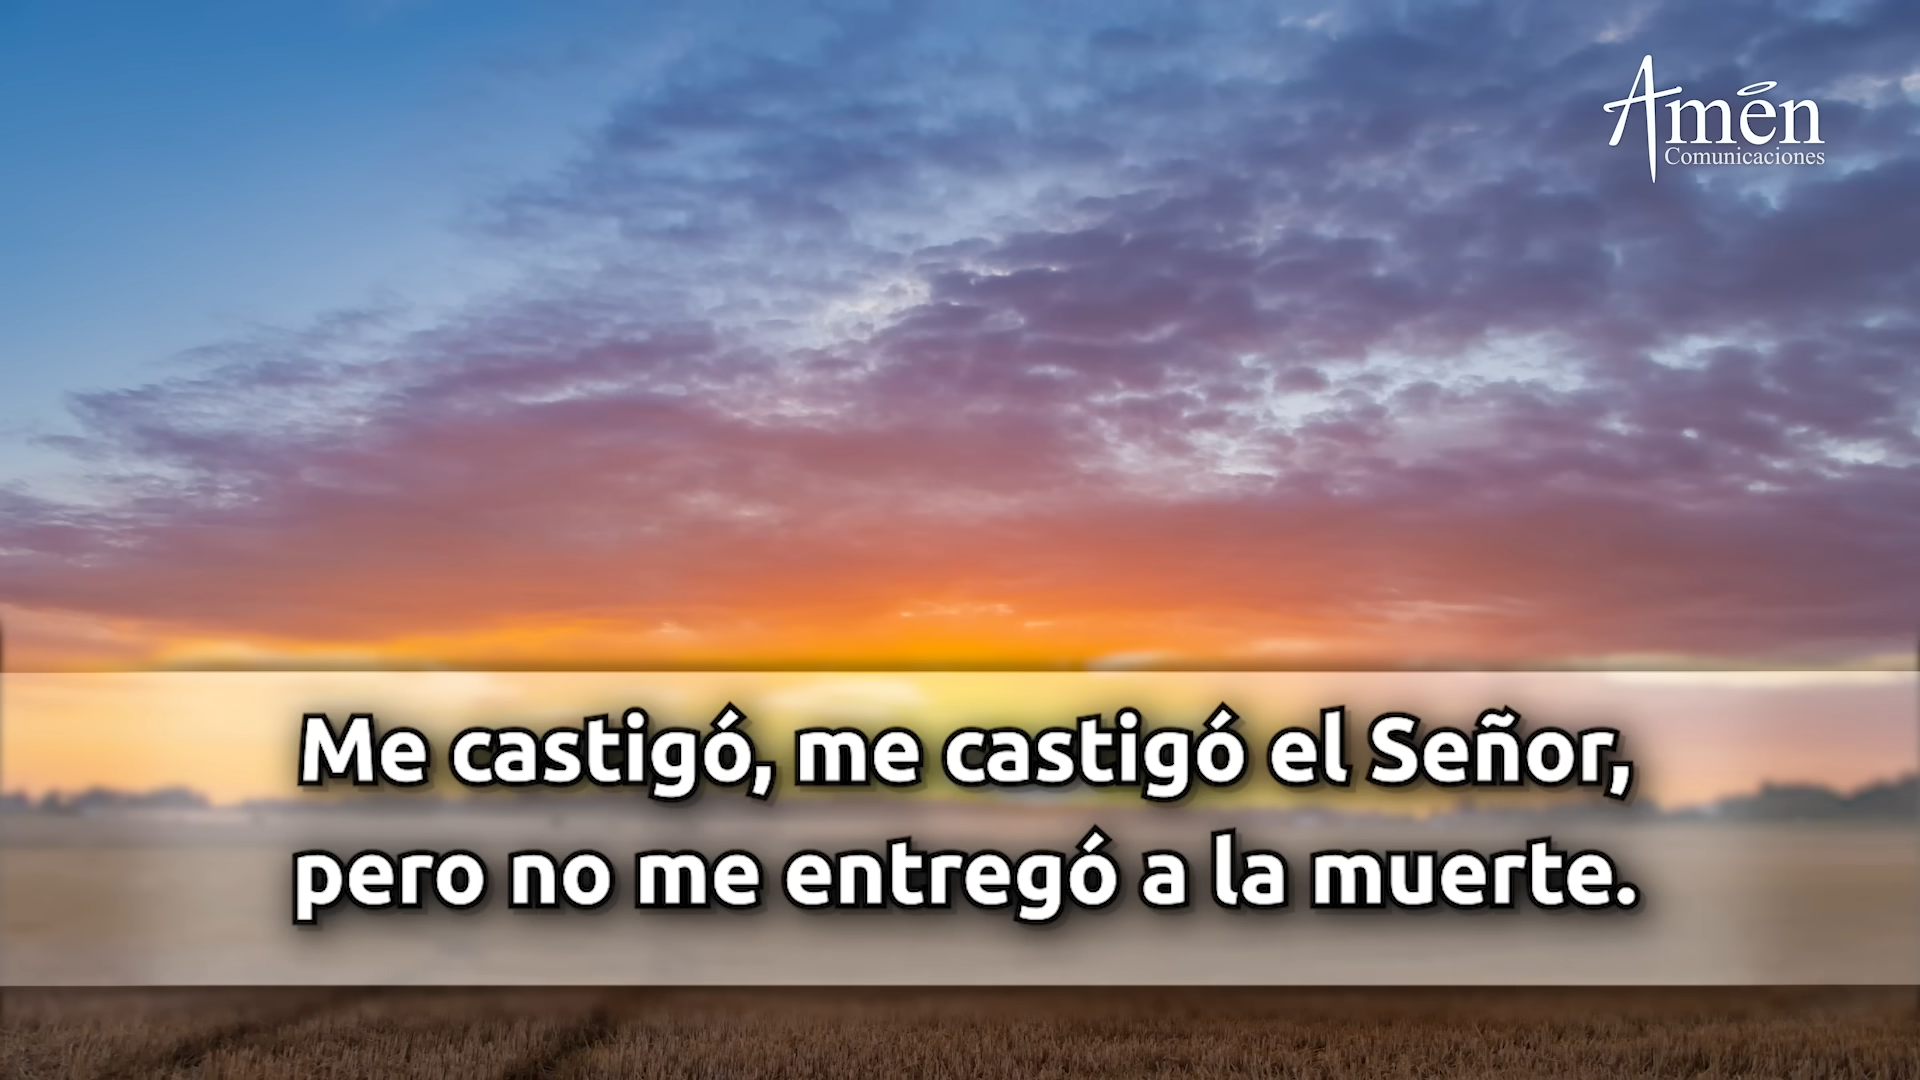 Amén
Comunicaciones
Me castigó, me castigó el Señor,
pero no me entregó a la muerte.